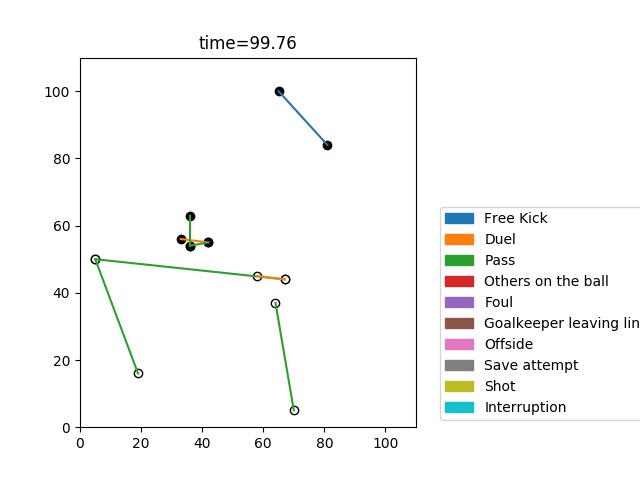 time=99.76
100
80
60
40
20
0
0 20 40 60 80 100
Free Kick
Duel
Pass
Others on the ball
Foul
Goalkeeper leaving lin
Offside
Save attempt
Shot
Interruption